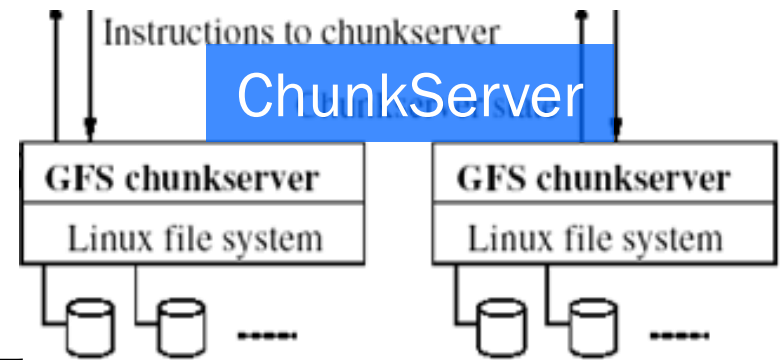 Instructions to chunkserver
ChunkServer
GFS chunkserver
GFS chunkserver
Linux file system
Linux file system